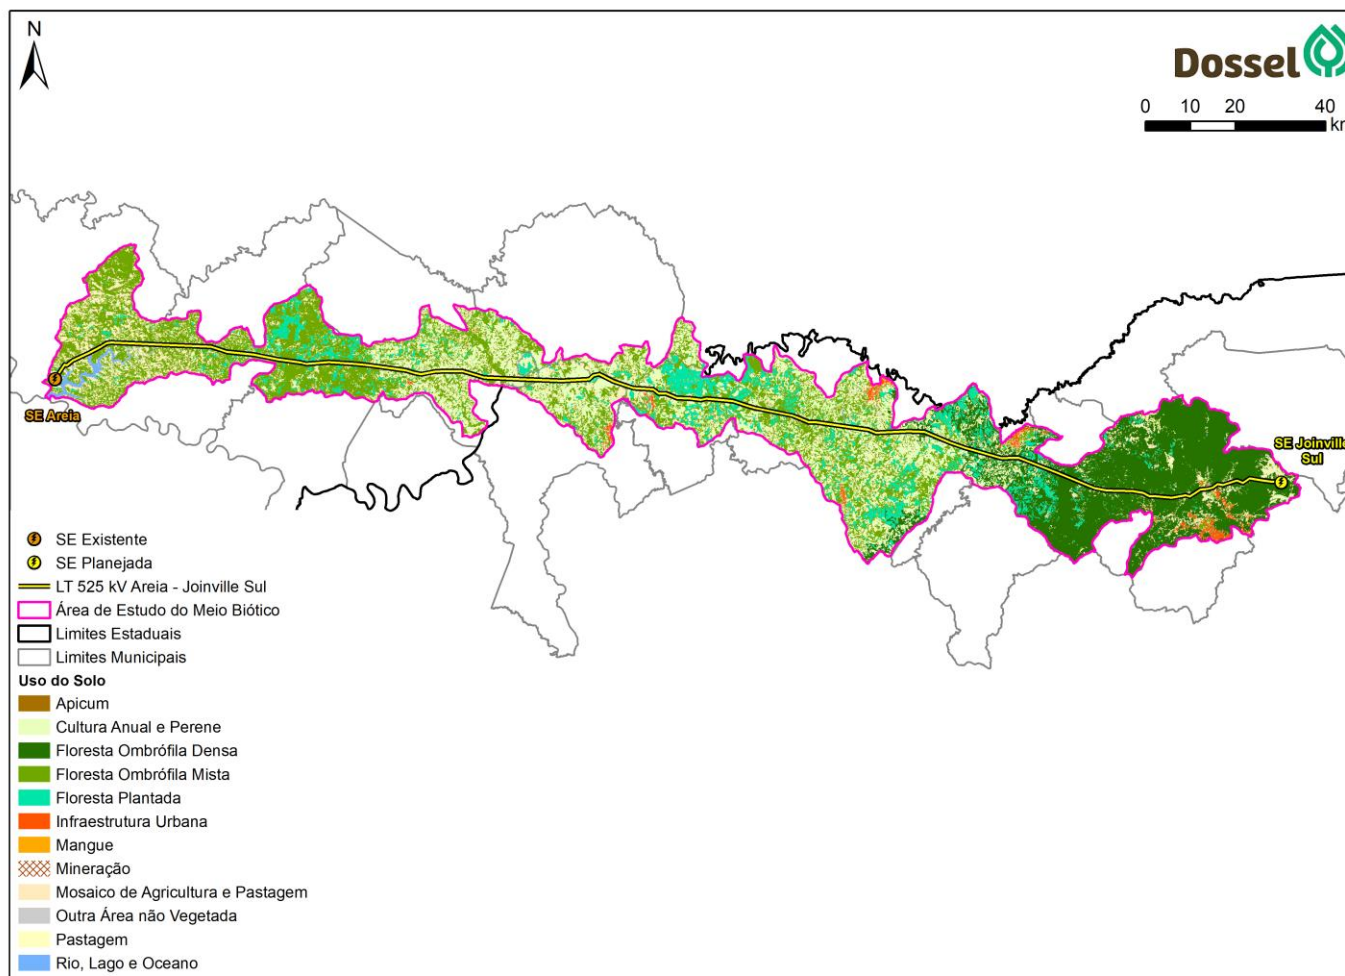 N
Dossel
0 10 20 40
km
SE Areia
SE Joinville
Sul
SE Existente
SE Planejada
LT 525 kV Areia - Joinville Sul
Área de Estudo do Meio Biótico
Limites Estaduais
Limites Municipais
Uso do Solo
Apicum
Cultura Anual e Perene
Floresta Ombrófila Densa
Floresta Ombrófila Mista
Floresta Plantada
Infraestrutura Urbana
Mangue
Mineração
Mosaico de Agricultura e Pastagem
Outra Área não Vegetada
Pastagem
Rio, Lago e Oceano